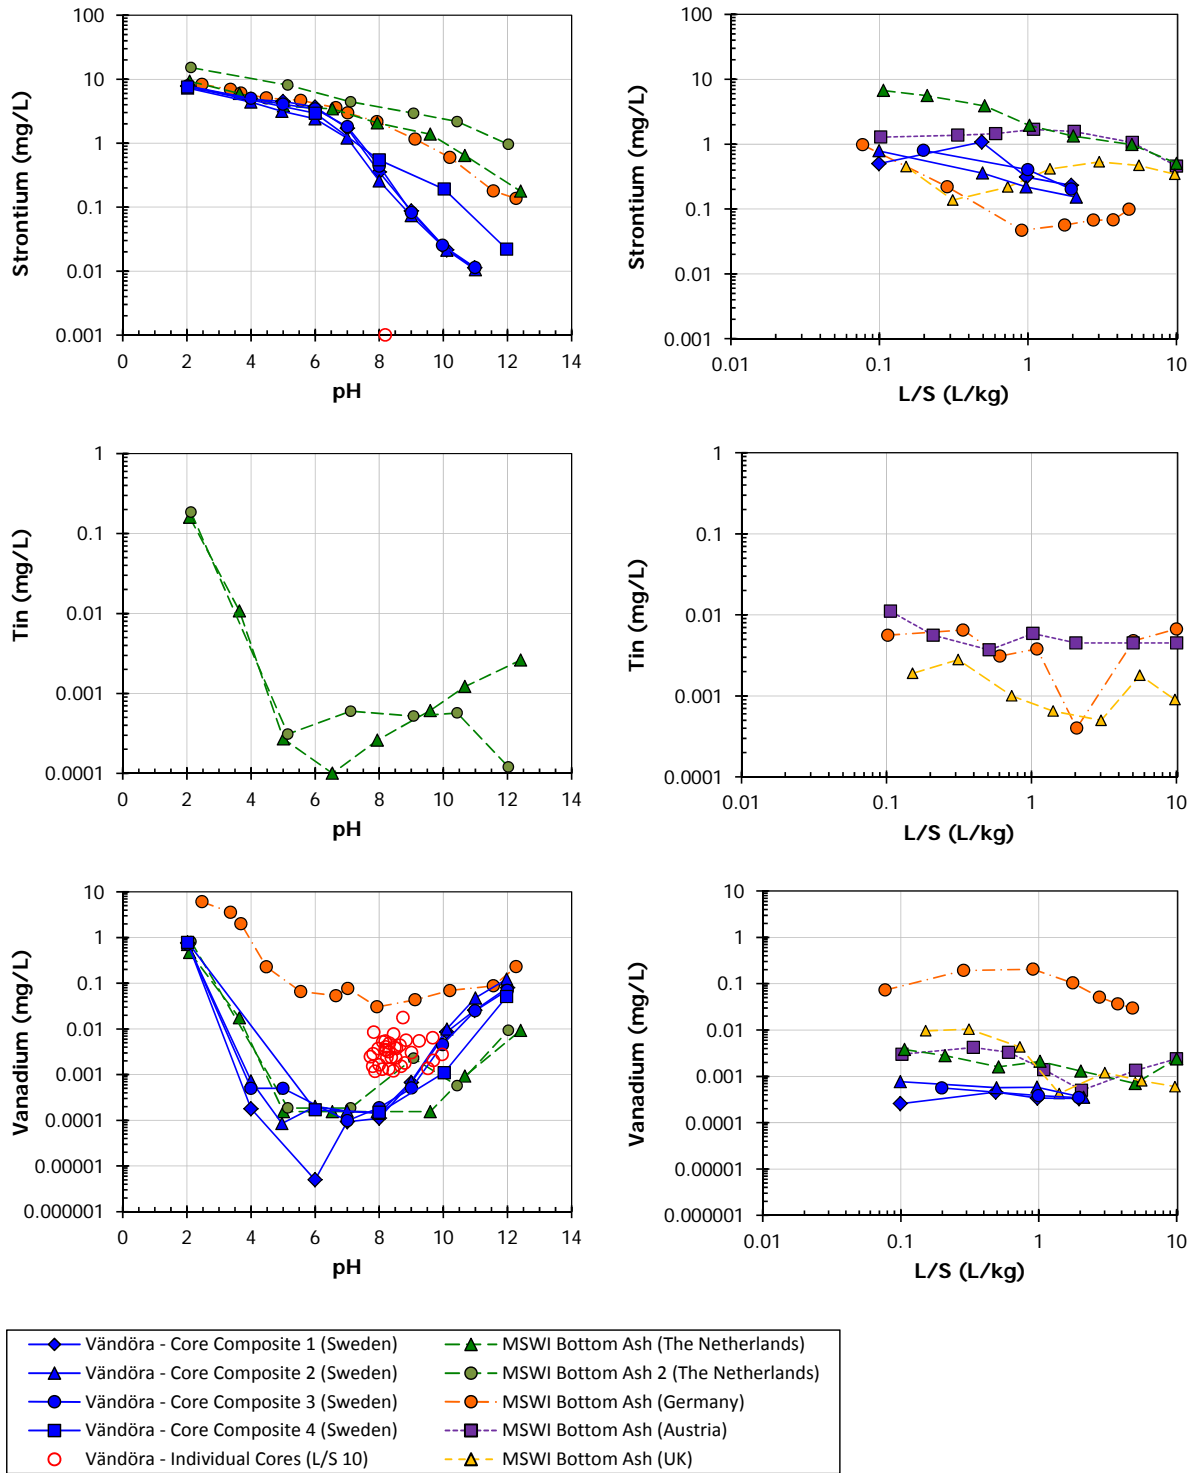 100
10
1
0.1
0.01
0.001
Strontium (mg/L)
0 2 4 6 8 10 12 14
pH
100
10
1
0.1
0.01
0.001
Strontium (mg/L)
0.01 0.1 1 10
L/S (L/kg)
1
0.1
0.01
0.001
0.0001
Tin (mg/L)
0 2 4 6 8 10 12 14
pH
1
0.1
0.01
0.001
0.0001
Tin (mg/L)
0.01 0.1 1 10
L/S (L/kg)
10
1
0.1
0.01
0.001
0.0001
0.00001
0.000001
Vanadium (mg/L)
0 2 4 6 8 10 12 14
pH
10
1
0.1
0.01
0.001
0.0001
0.00001
0.000001
Vanadium (mg/L)
0.01 0.1 1 10
L/S (L/kg)
Vändöra - Core Composite 1 (Sweden)
Vändöra - Core Composite 2 (Sweden)
Vändöra - Core Composite 3 (Sweden)
Vändöra - Core Composite 4 (Sweden)
Vändöra - Individual Cores (L/S 10)
MSWI Bottom Ash (The Netherlands)
MSWI Bottom Ash 2 (The Netherlands)
MSWI Bottom Ash (Germany)
MSWI Bottom Ash (Austria)
MSWI Bottom Ash (UK)